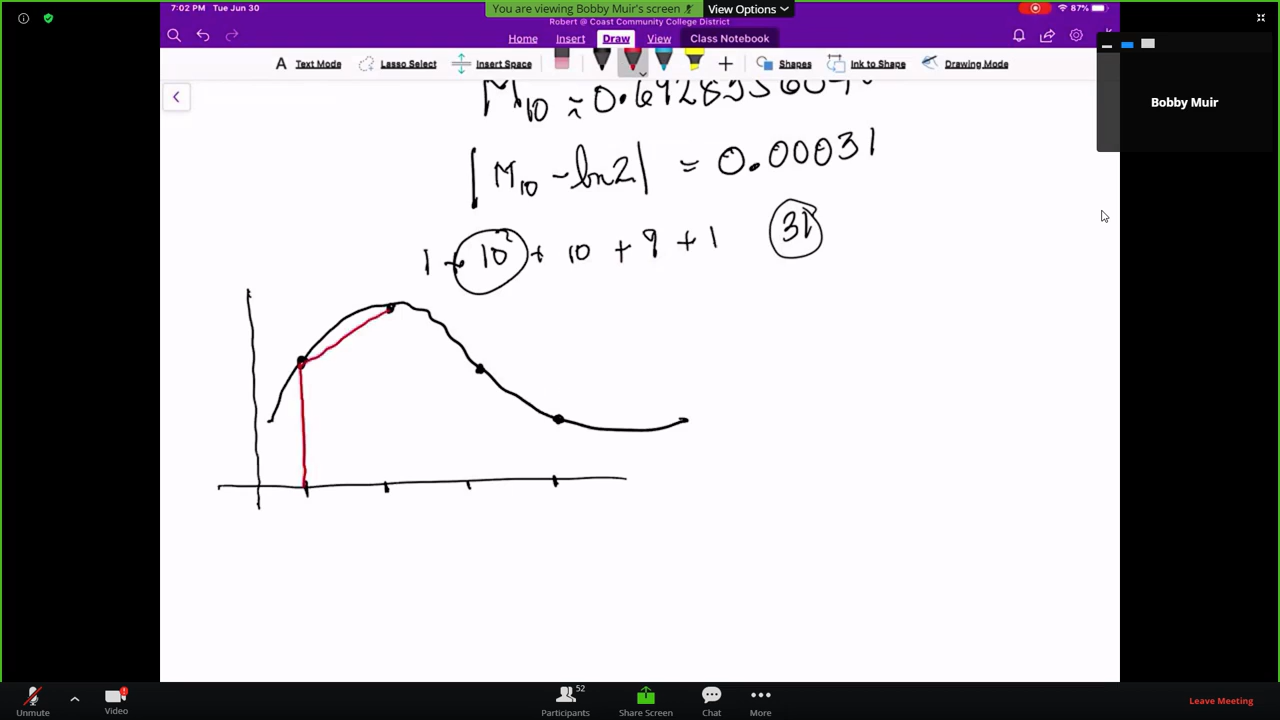 7:02 PM Tue Jun 30
You are viewing Bobby Muir's screen
View Options
87%
Robert @ Coast Community College District
Home Insert Draw View Class Notebook
Text Mode Lasso Select Insert Space Shapes Ink to Shape Drawing Mode
Bobby Muir
M10 ≈ 0.6928353604
|M10 - ln2| = 0.00031
1 + 10² + 10 + 9 + 1 31
52
Unmute Video Participants Share Screen Chat More Leave Meeting